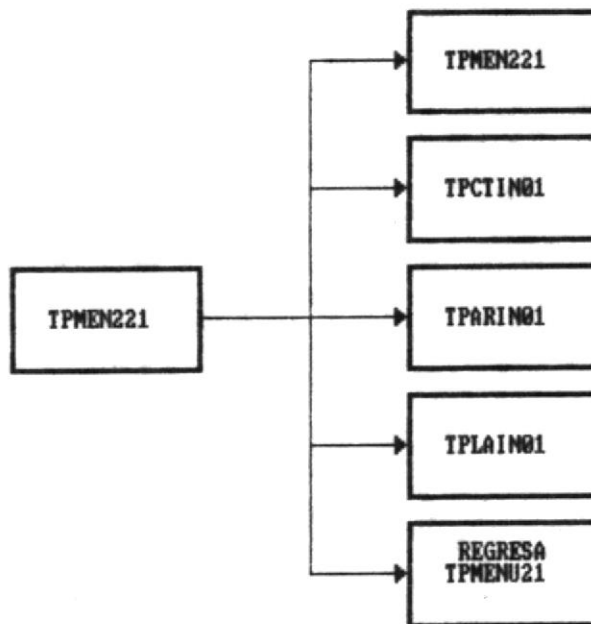 TPMEN221
TPCTIN01
TPMEN221
TPARIN01
TPLAIN01
REGRESA
TPMENU21